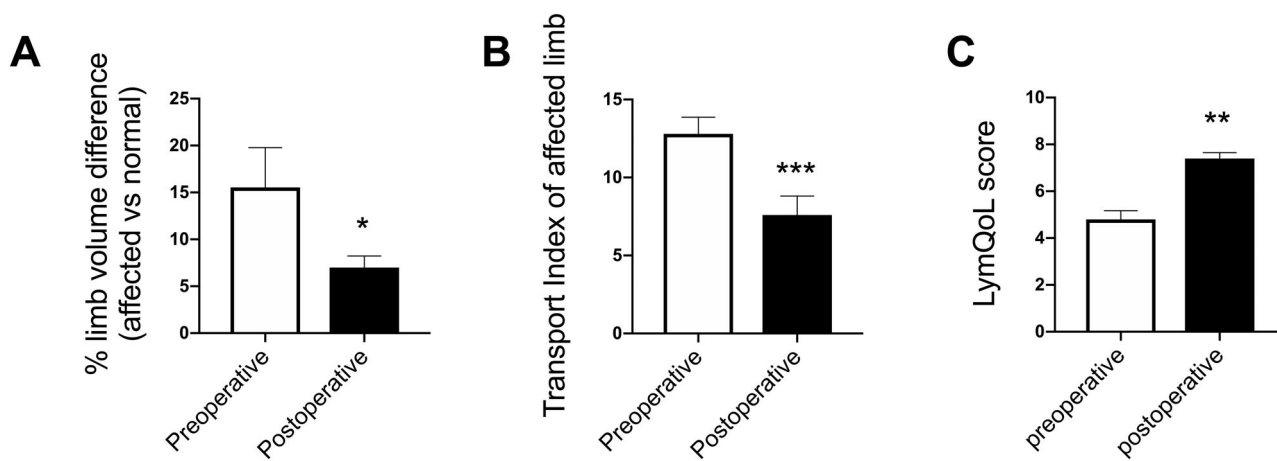 A
% limb volume difference
(affected vs normal)
25
20
15
10
5
0
*
Preoperative
Postoperative
B
Transport Index of affected limb
15
10
5
0
***
Preoperative
Postoperative
C
LymQoL score
10
8
6
4
2
0
**
preoperative
postoperative